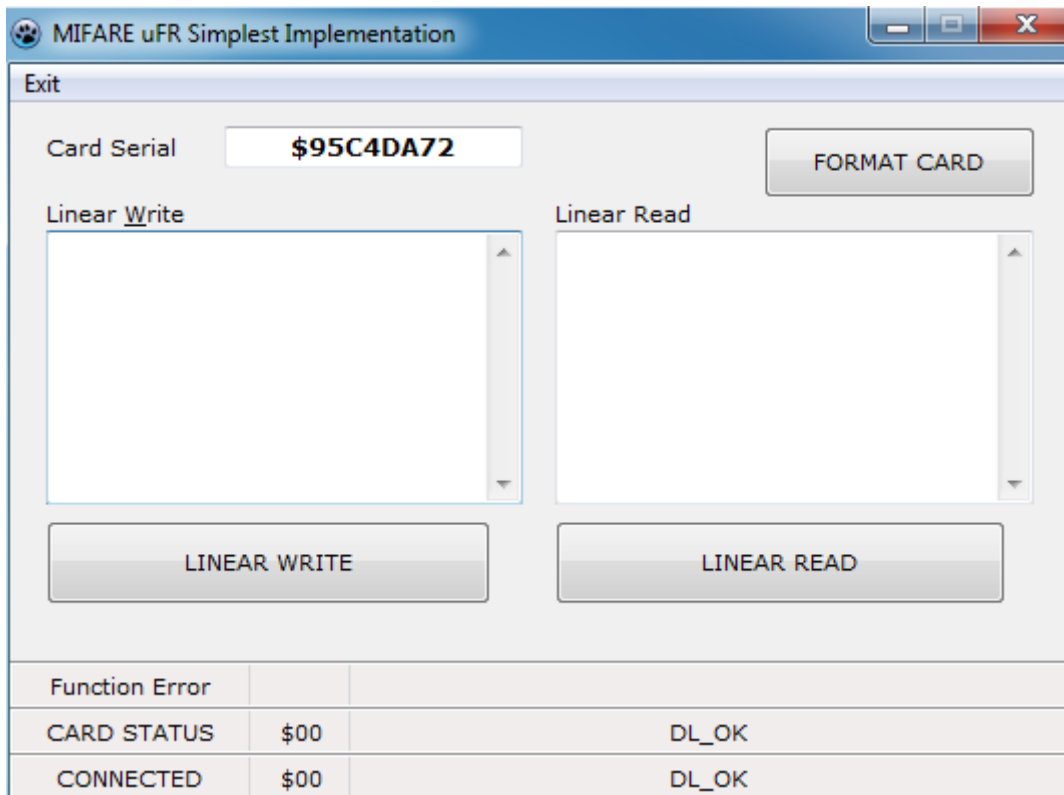 MIFARE uFR Simplest Implementation
Exit
Card Serial $95C4DA72 FORMAT CARD
Linear Write Linear Read
LINEAR WRITE LINEAR READ
Function Error
CARD STATUS $00 DL_OK
CONNECTED $00 DL_OK